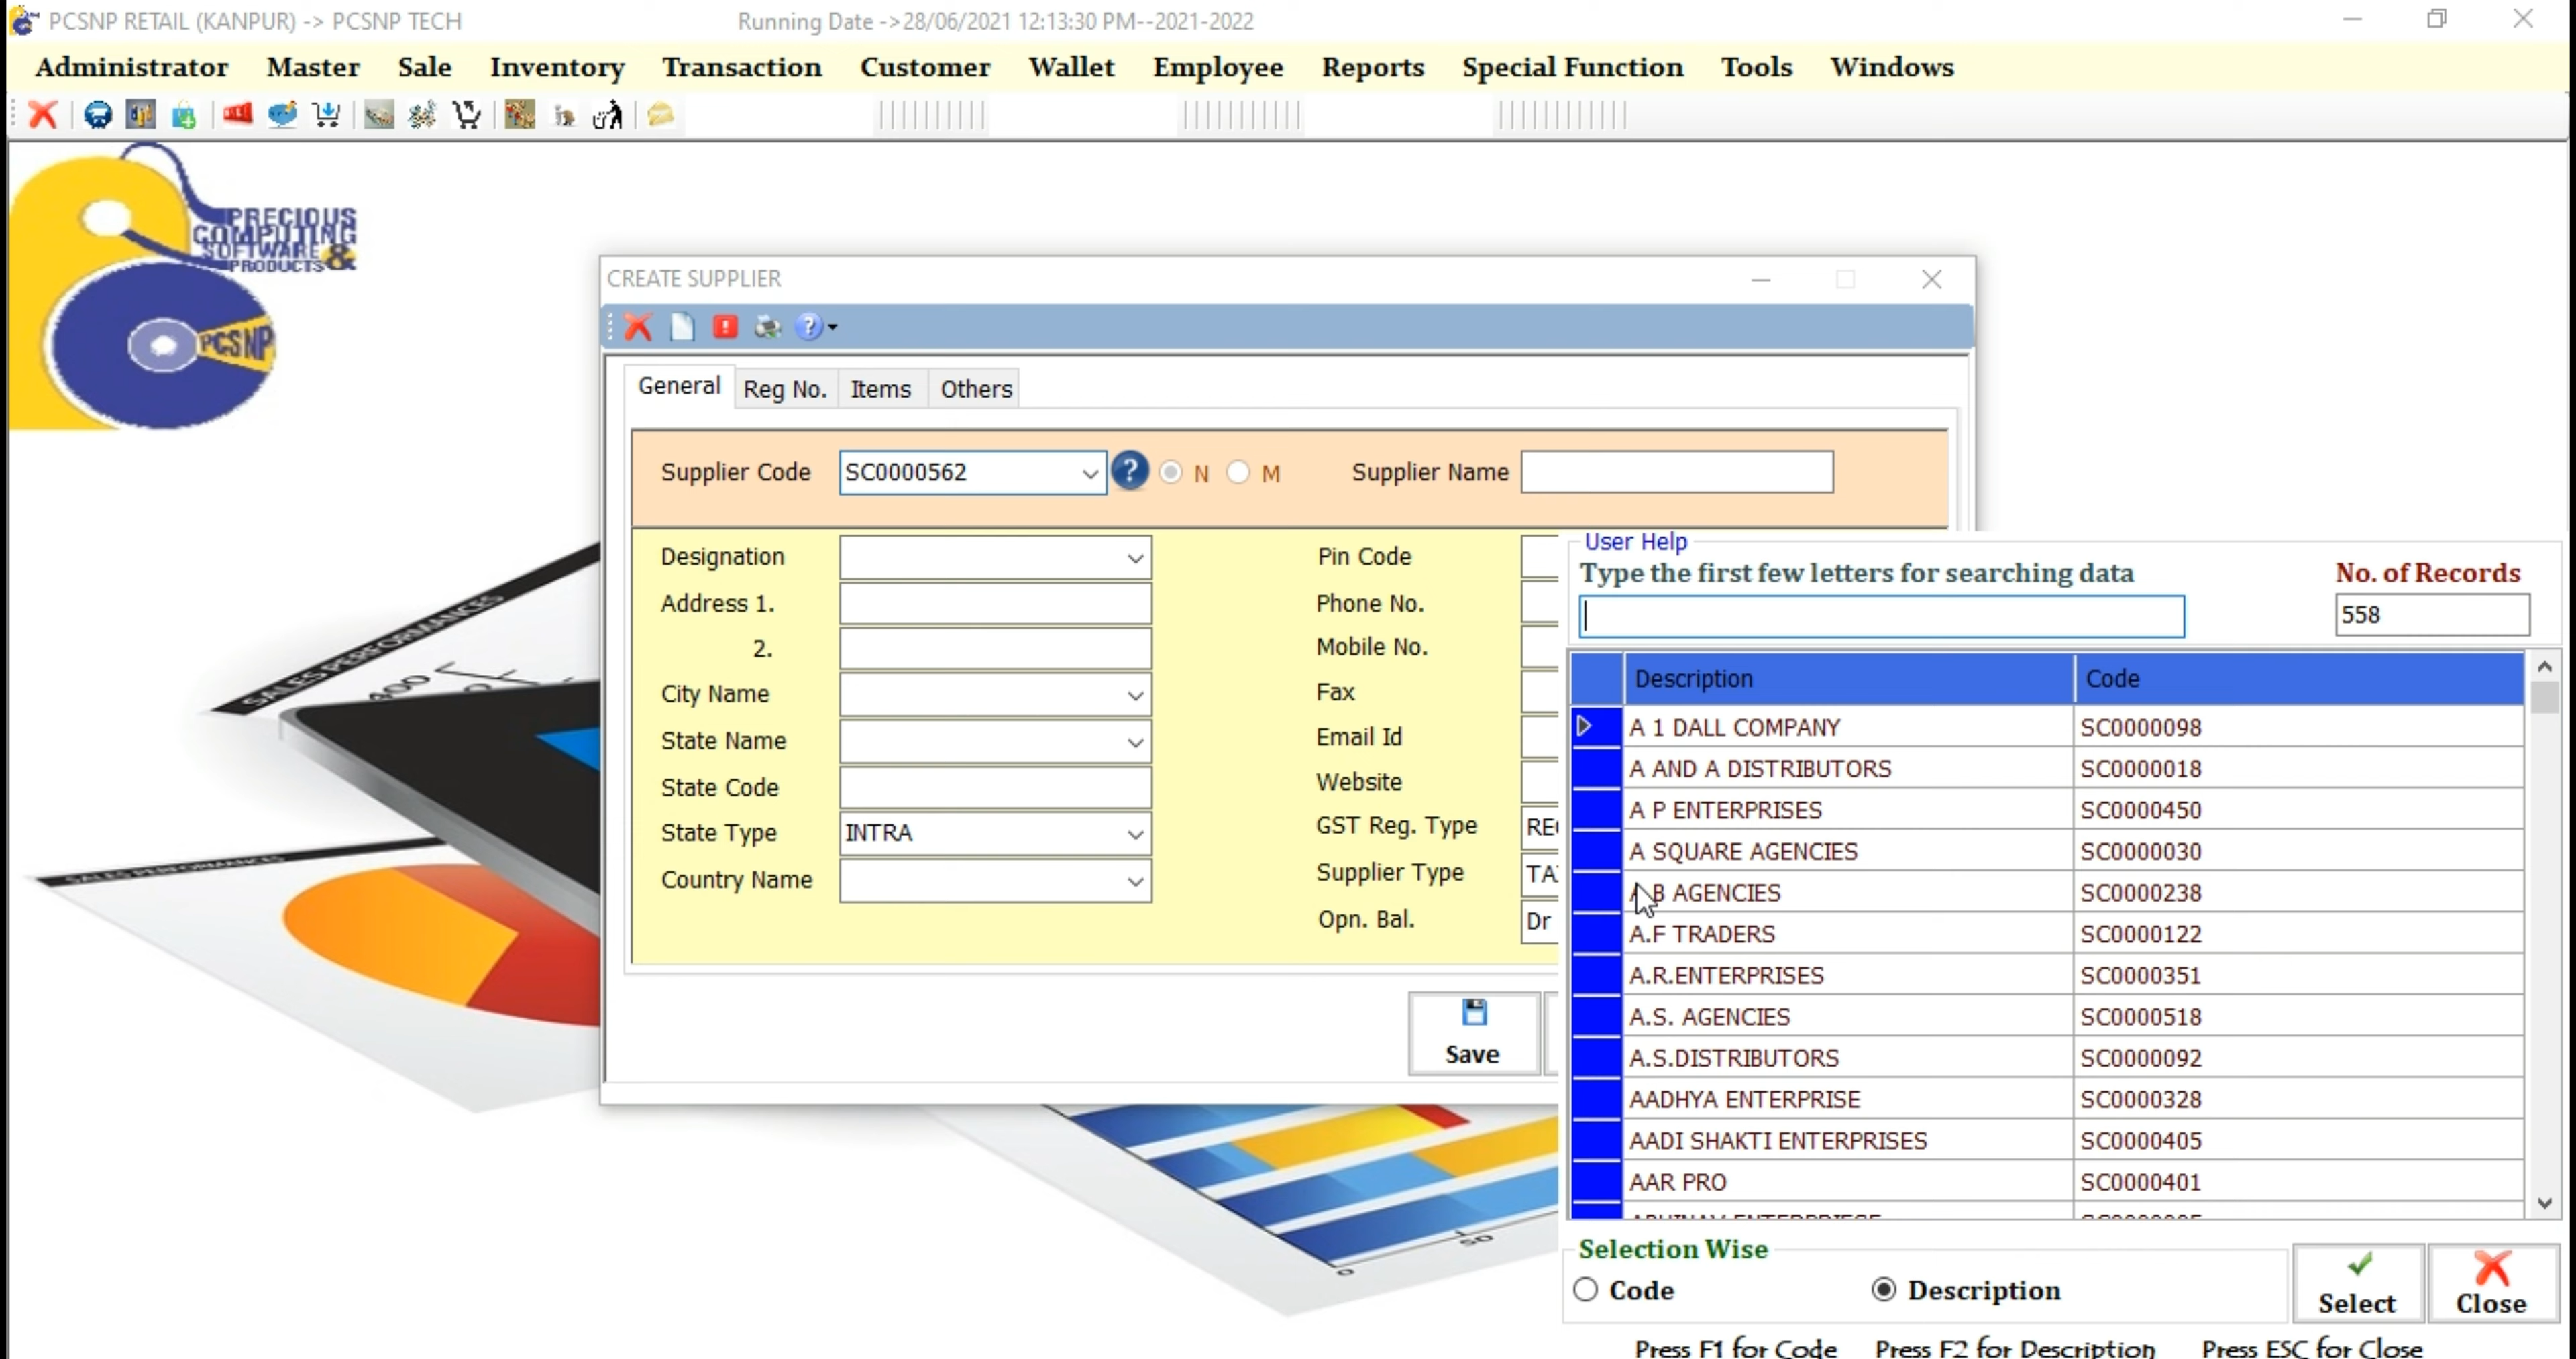 PCSNP RETAIL (KANPUR) -> PCSNP TECH
Running Date ->28/06/2021 12:13:30 PM--2021-2022
Administrator Master Sale Inventory Transaction Customer Wallet Employee Reports Special Function Tools Windows
PRECIOUS
COMPUTING
SOFTWARE &
PRODUCTS
PCSNP
SALES PERFORMANCES
400
SALES PERFORMANCES
CREATE SUPPLIER
General Reg No. Items Others
Supplier Code SC0000562 N M Supplier Name
Designation
Address 1.
2.
City Name
State Name
State Code
State Type INTRA
Country Name
Pin Code
Phone No.
Mobile No.
Fax
Email Id
Website
GST Reg. Type
Supplier Type
Opn. Bal. Dr
Save
User Help
Type the first few letters for searching data No. of Records
558
Description Code
A 1 DALL COMPANY SC0000098
A AND A DISTRIBUTORS SC0000018
A P ENTERPRISES SC0000450
A SQUARE AGENCIES SC0000030
B AGENCIES SC0000238
A.F TRADERS SC0000122
A.R.ENTERPRISES SC0000351
A.S. AGENCIES SC0000518
A.S.DISTRIBUTORS SC0000092
AADHYA ENTERPRISE SC0000328
AADI SHAKTI ENTERPRISES SC0000405
AAR PRO SC0000401
Selection Wise
Code Description
Select Close
Press F1 for Code Press F2 for Description Press ESC for Close
50
0